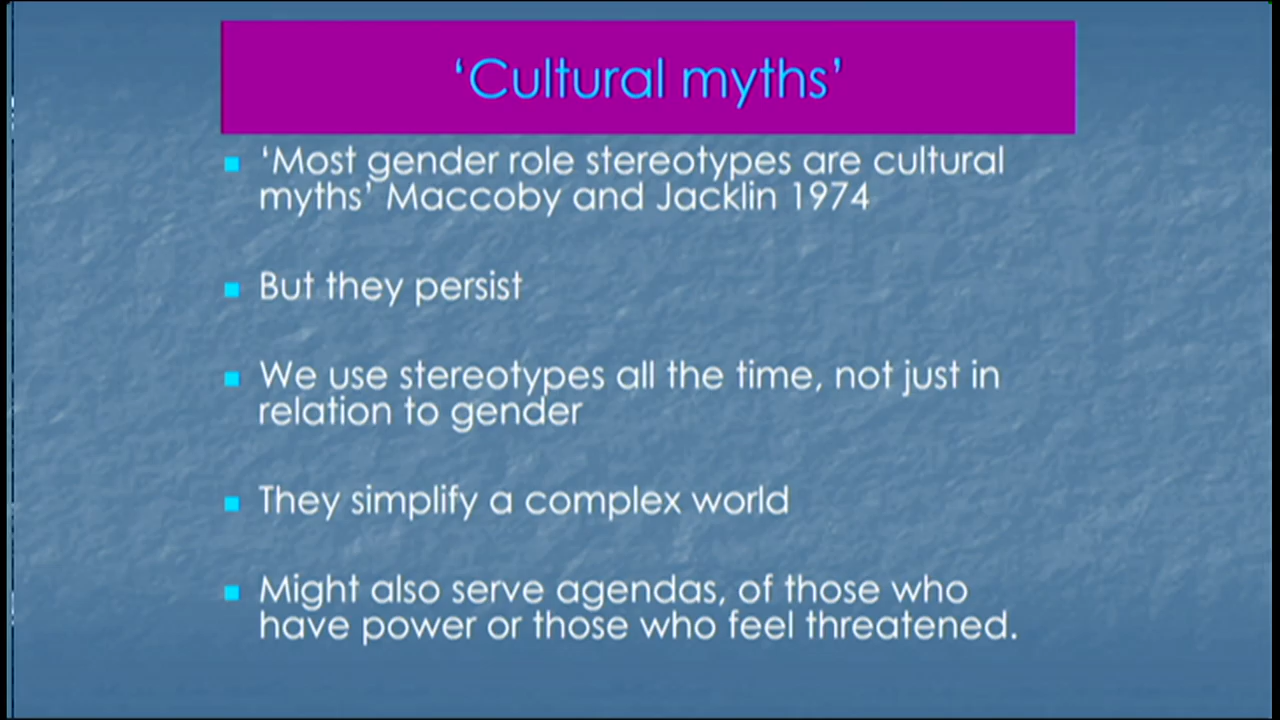 ‘Cultural myths’
‘Most gender role stereotypes are cultural
myths’ Maccoby and Jacklin 1974
But they persist
We use stereotypes all the time, not just in
relation to gender
They simplify a complex world
Might also serve agendas, of those who
have power or those who feel threatened.